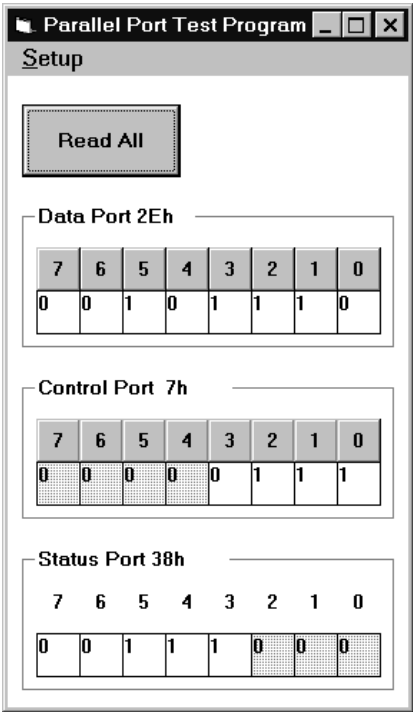 Parallel Port Test Program
Setup
Read All
Data Port 2Eh
7 6 5 4 3 2 1 0
0 0 1 0 1 1 1 0
Control Port 7h
7 6 5 4 3 2 1 0
0 0 0 0 0 1 1 1
Status Port 38h
7 6 5 4 3 2 1 0
0 0 1 1 1 0 0 0